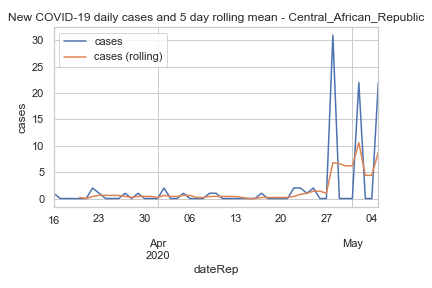 New COVID-19 daily cases and 5 day rolling mean - Central_African_Republic
cases
cases (rolling)
cases
30
25
20
15
10
5
0
16 23 30 06 13 20 27 04
Apr May
2020
dateRep